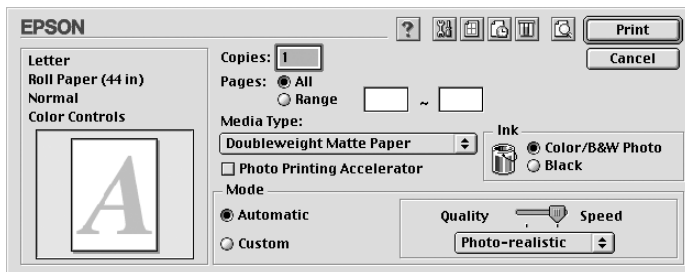 EPSON
?
Print
Cancel
Letter
Roll Paper (44 in)
Normal
Color Controls
A
Copies: 1
Pages: All
Range ~
Media Type:
Doubleweight Matte Paper
Photo Printing Accelerator
Ink
Color/B&W Photo
Black
Mode
Automatic
Custom
Quality Speed
Photo-realistic